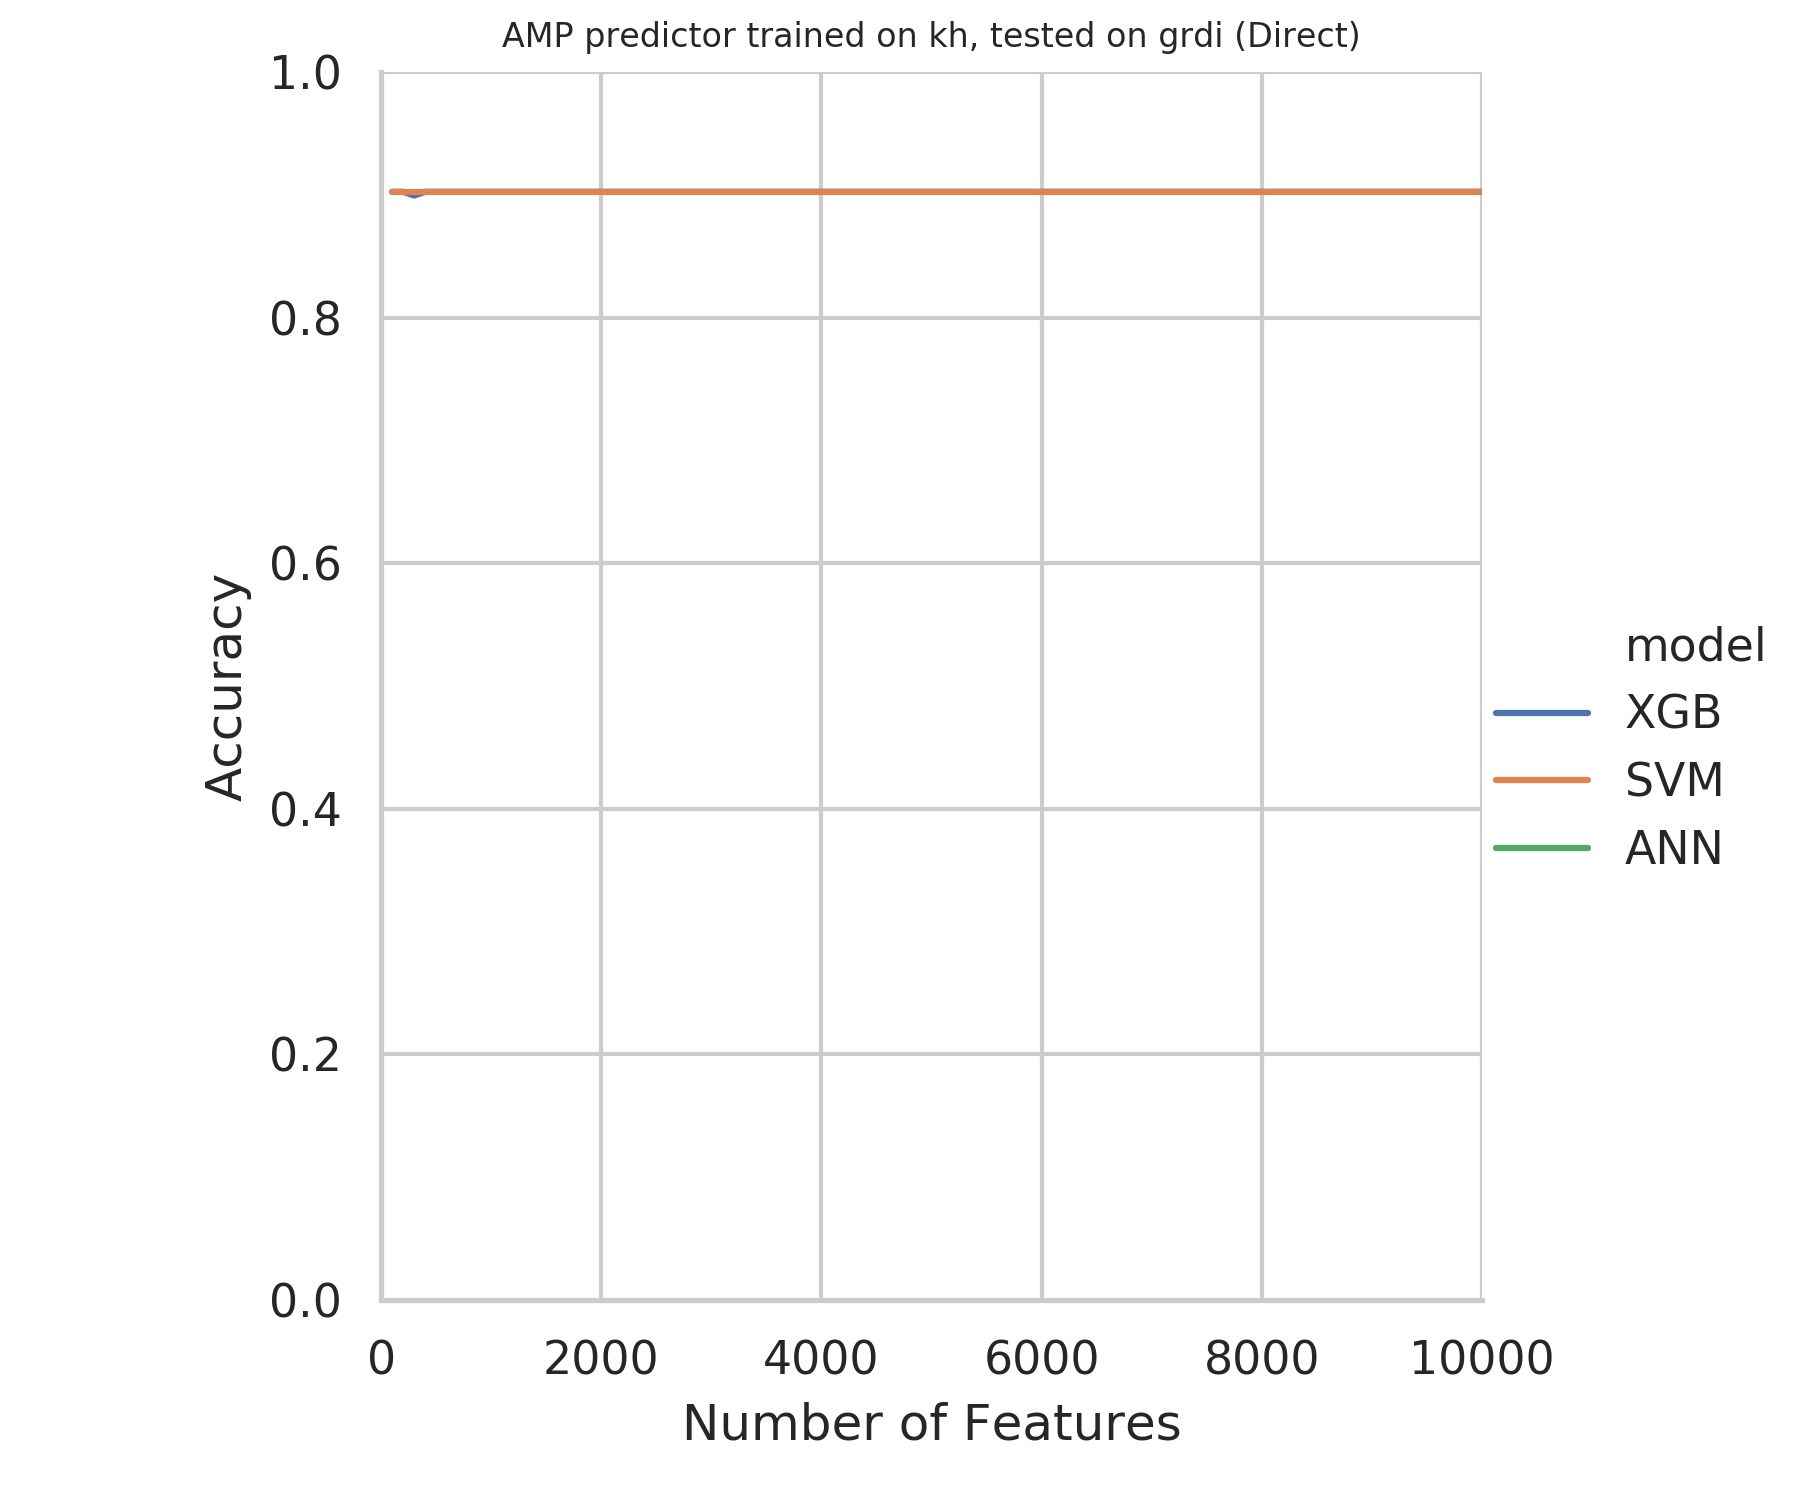 AMP predictor trained on kh, tested on grdi (Direct)
1.0
0.8
0.6
0.4
0.2
0.0
Accuracy
0 2000 4000 6000 8000 10000
Number of Features
model
XGB
SVM
ANN